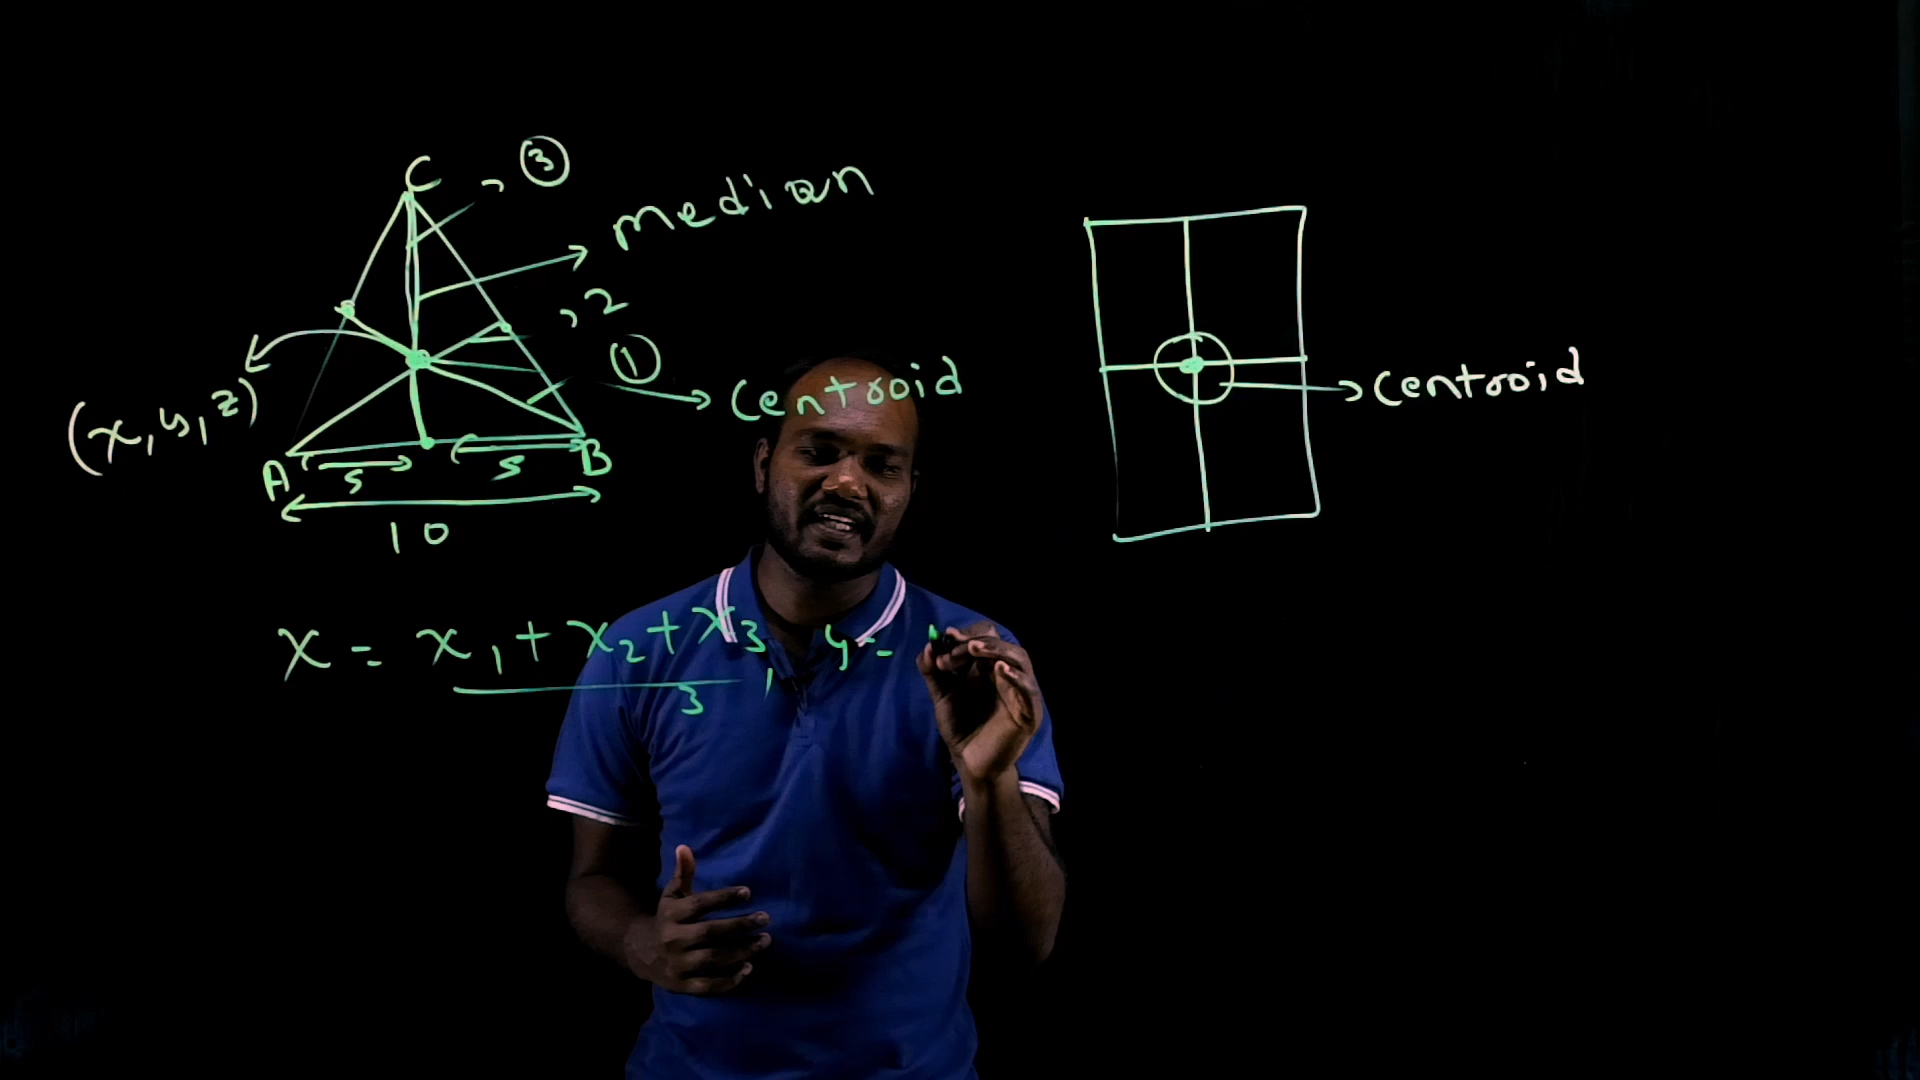 C
③
median
2
①
centroid
centroid
(x, y, z)
A
5
5
B
10
x = x₁ + x₂ + x₃ / 3 , y =